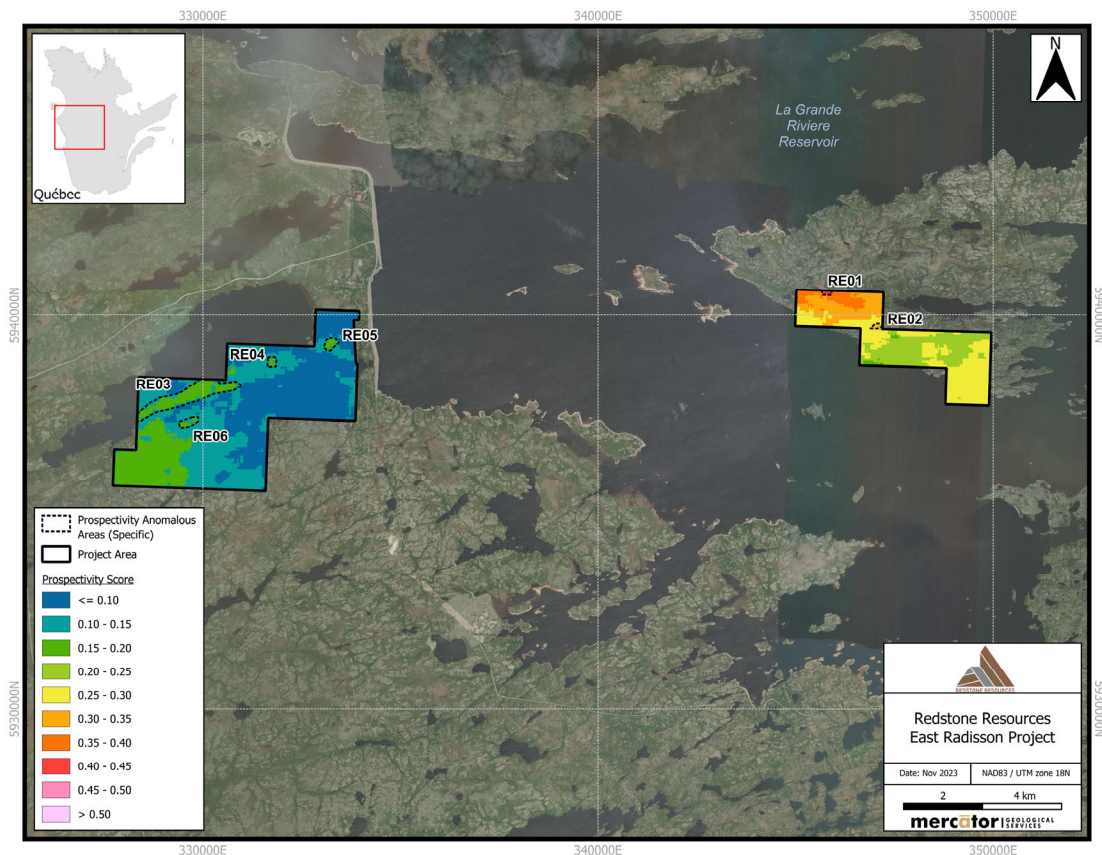 330000E
340000E
350000E
Québec
N
La Grande
Riviere
Reservoir
5940000N
5940000N
RE01
RE02
RE05
RE04
RE03
RE06
Prospectivity Anomalous
Areas (Specific)
Project Area
Prospectivity Score
<= 0.10
0.10 - 0.15
0.15 - 0.20
0.20 - 0.25
0.25 - 0.30
0.30 - 0.35
0.35 - 0.40
0.40 - 0.45
0.45 - 0.50
> 0.50
5930000N
5930000N
REDSTONE RESOURCES
Redstone Resources
East Radisson Project
Date: Nov 2023
NAD83 / UTM zone 18N
2 4 km
mercator GEOLOGICAL
SERVICES
330000E
340000E
350000E